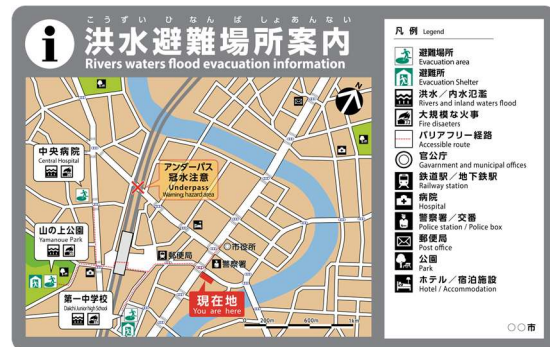 こうずいひなんばしょあんない
洪水避難場所案内
Rivers waters flood evacuation information
中央病院
Central Hospital
アンダーパス
冠水注意
Underpass
Warning hazard area
山の上公園
Yamanoue Park
郵便局
市役所
警察署
第一中学校
Daiichi Junior high School
現在地
You are here
0 200m 600m 1km
凡 例 Legend
避難場所
Evacuation area
避難所
Evacuation Shelter
洪水/内水氾濫
Rivers and inland waters flood
大規模な火事
Fire disaeters
バリアフリー経路
Accessible route
官公庁
Gavarnment and municipal offices
鉄道駅/地下鉄駅
Railway station
病院
Hospital
警察署/交番
Police station / Police box
郵便局
Post office
公園
Park
ホテル/宿泊施設
Hotel / Accommodation
〇〇市